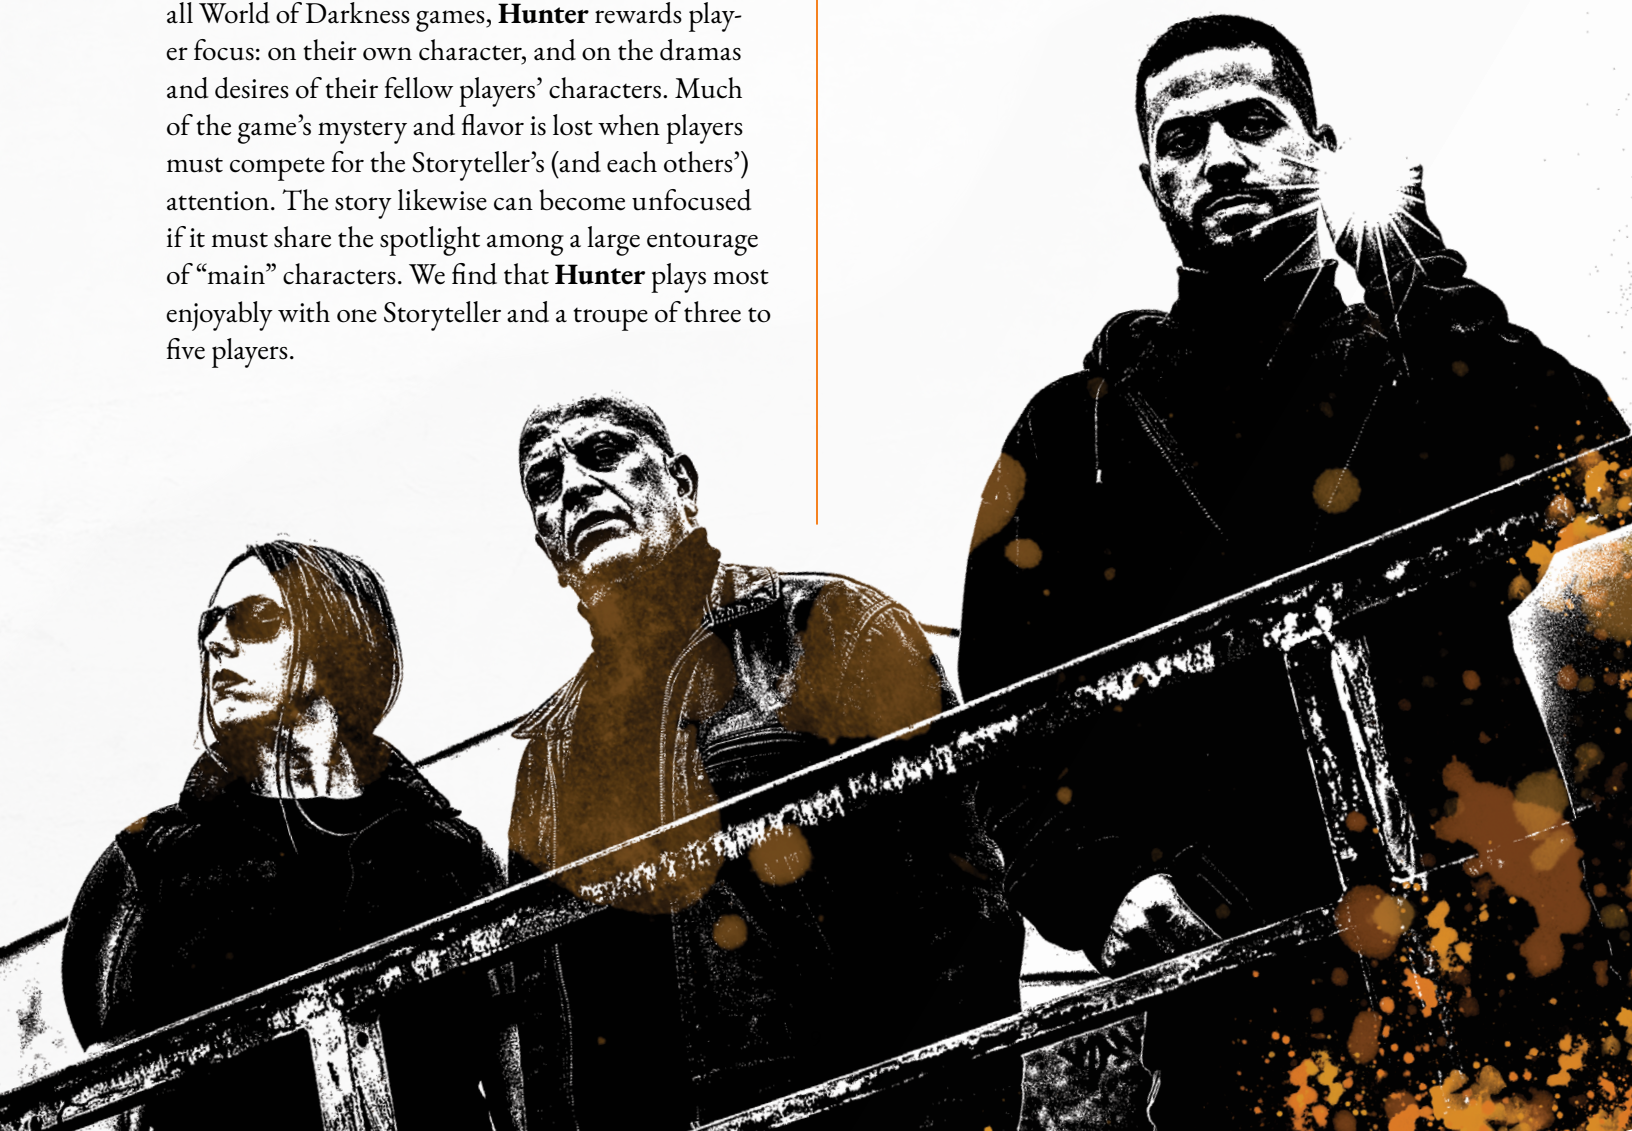 all World of Darkness games, Hunter rewards play-
er focus: on their own character, and on the dramas
and desires of their fellow players’ characters. Much
of the game’s mystery and flavor is lost when players
must compete for the Storyteller’s (and each others’)
attention. The story likewise can become unfocused
if it must share the spotlight among a large entourage
of “main” characters. We find that Hunter plays most
enjoyably with one Storyteller and a troupe of three to
five players.